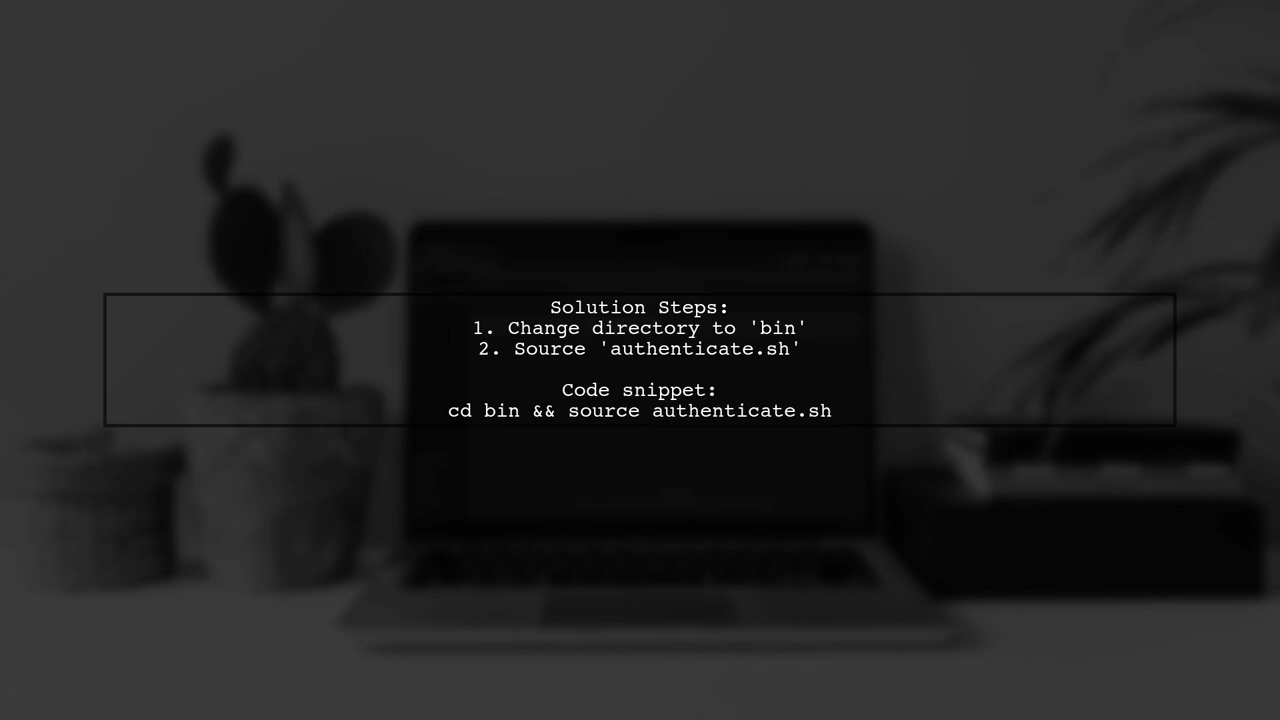 Solution Steps:
1. Change directory to 'bin'
2. Source 'authenticate.sh'
Code snippet:
cd bin && source authenticate.sh